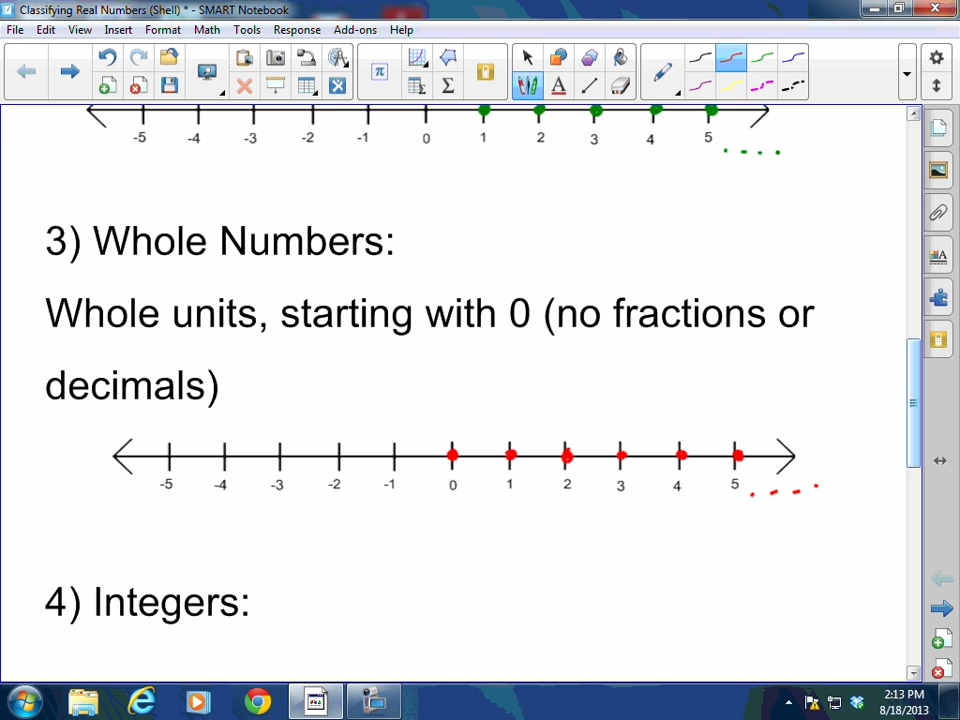 Classifying Real Numbers (Shell) * - SMART Notebook
File Edit View Insert Format Math Tools Response Add-ons Help
-5 -4 -3 -2 -1 0 1 2 3 4 5
3) Whole Numbers:
Whole units, starting with 0 (no fractions or
decimals)
-5 -4 -3 -2 -1 0 1 2 3 4 5
4) Integers:
2:13 PM
8/18/2013